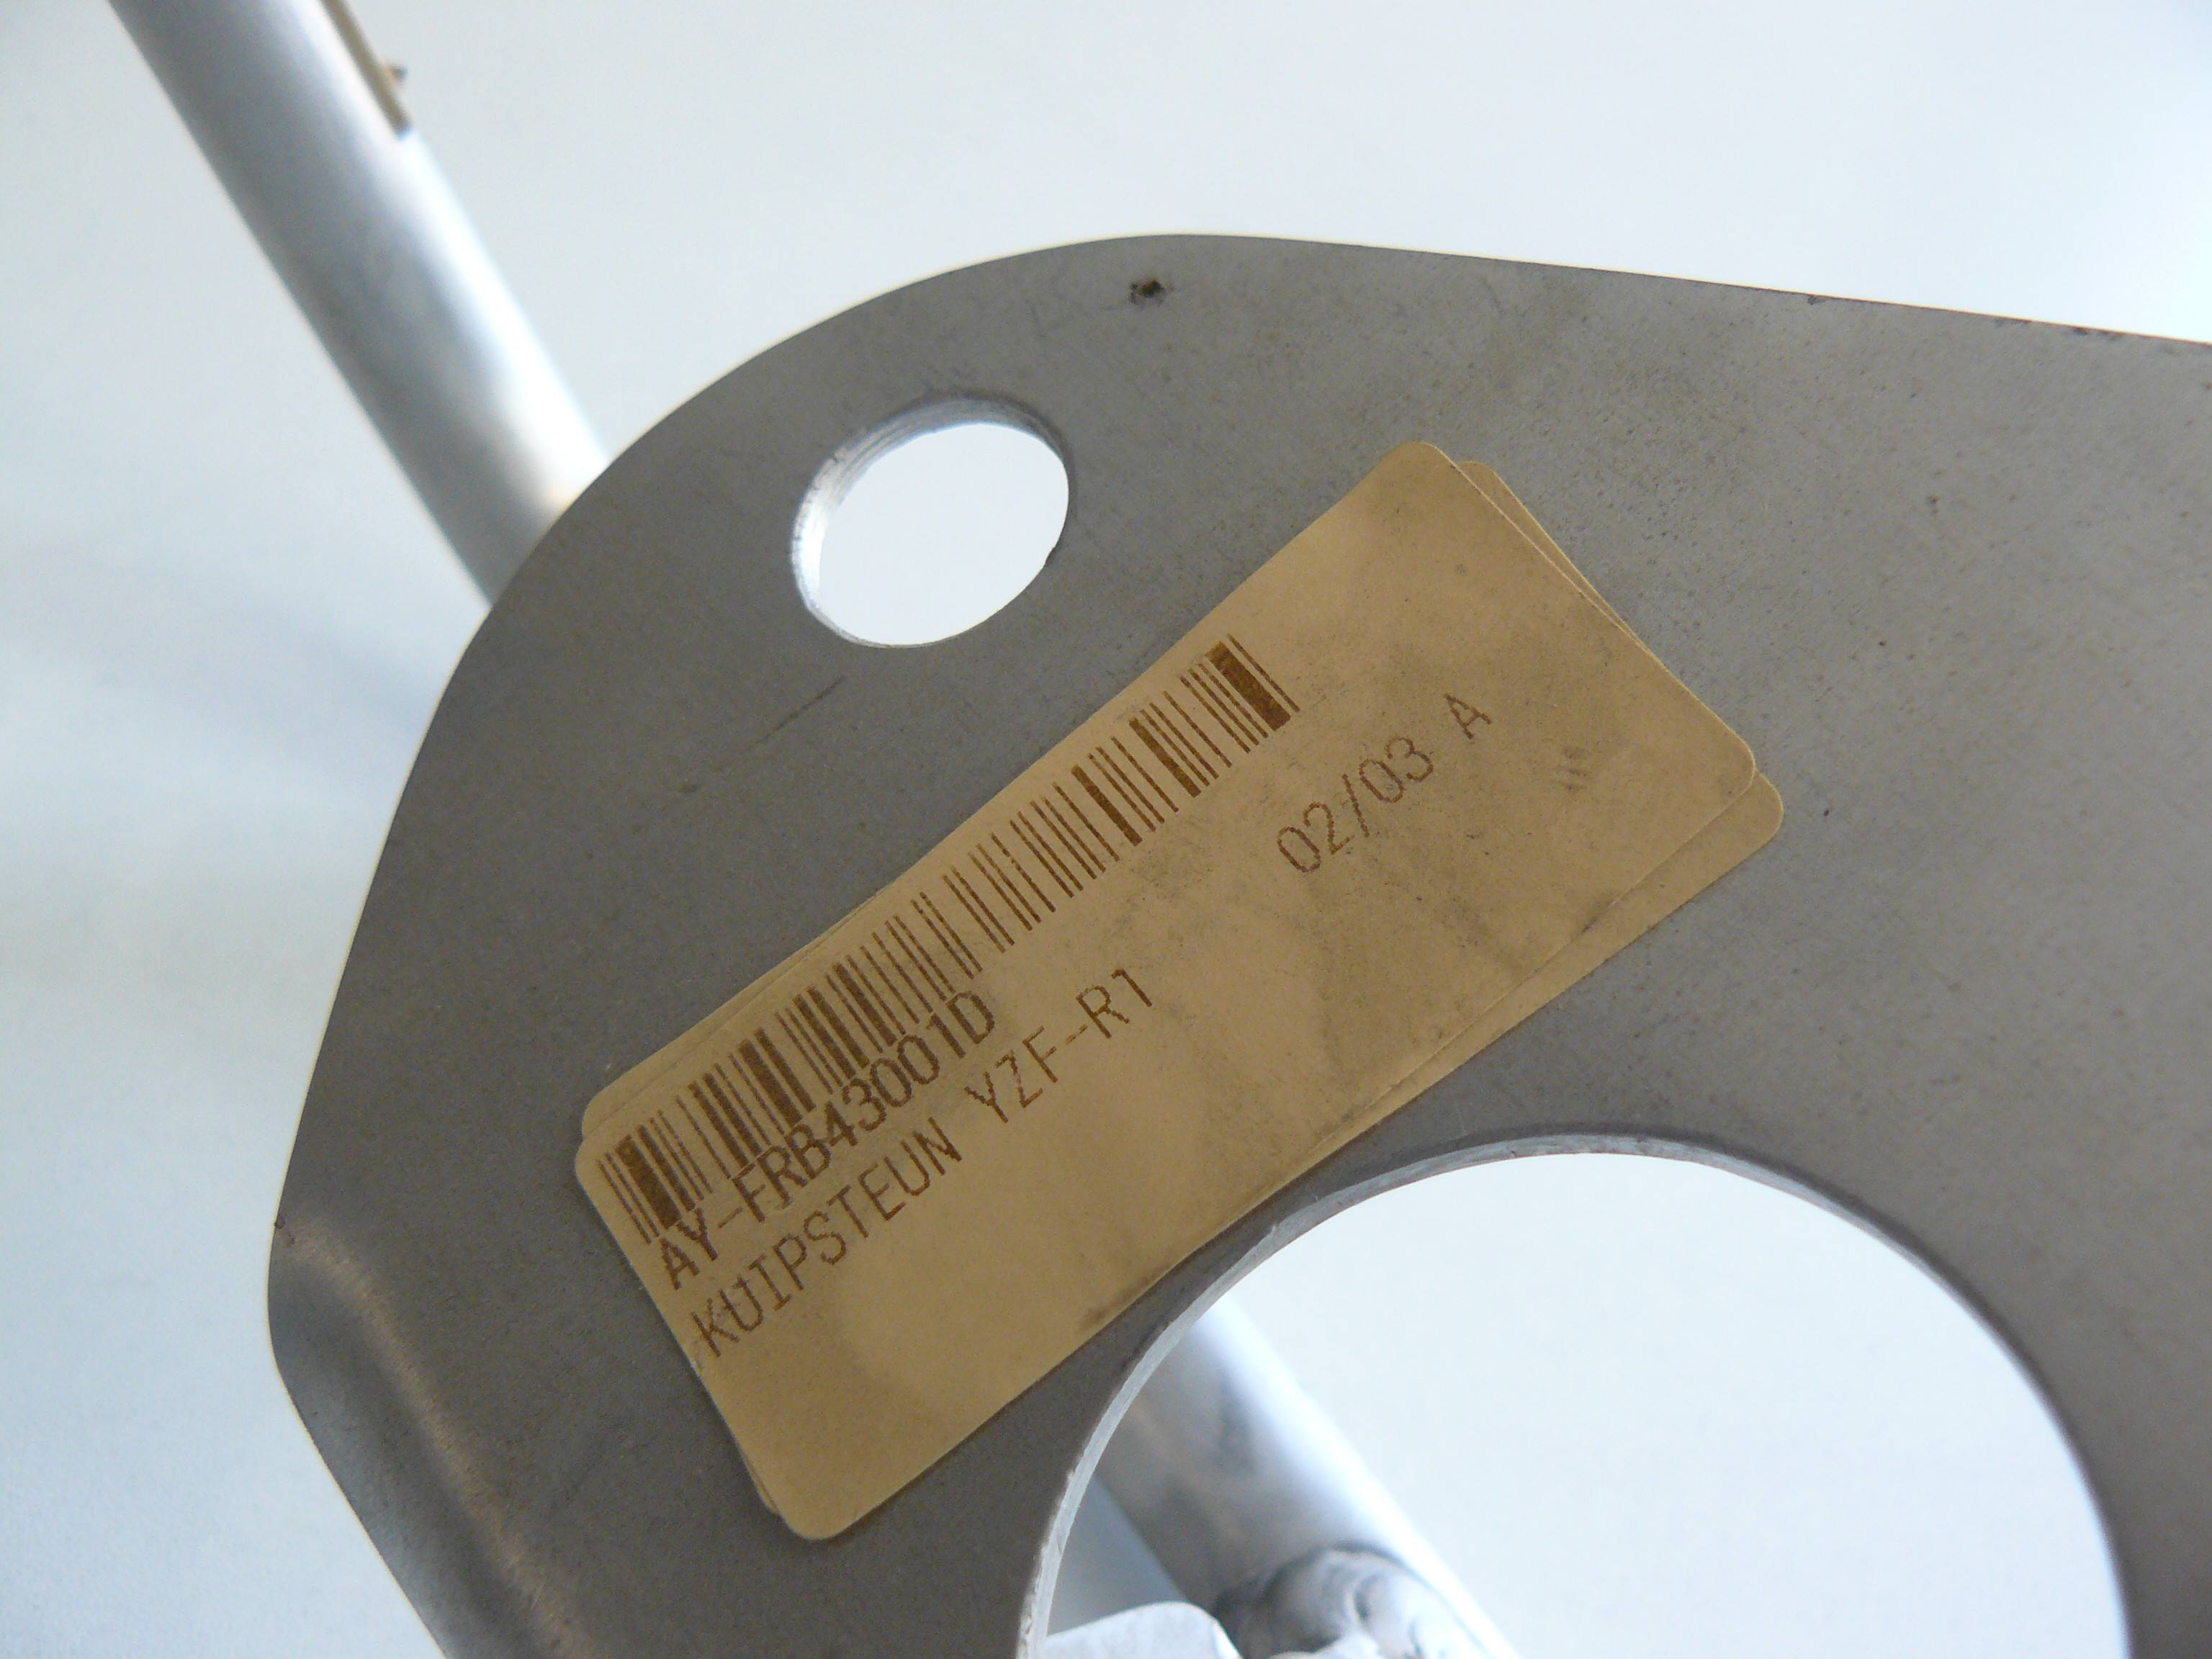 AY-FRB43001D
KUIPSTEUN YZF-R1
02/03 A